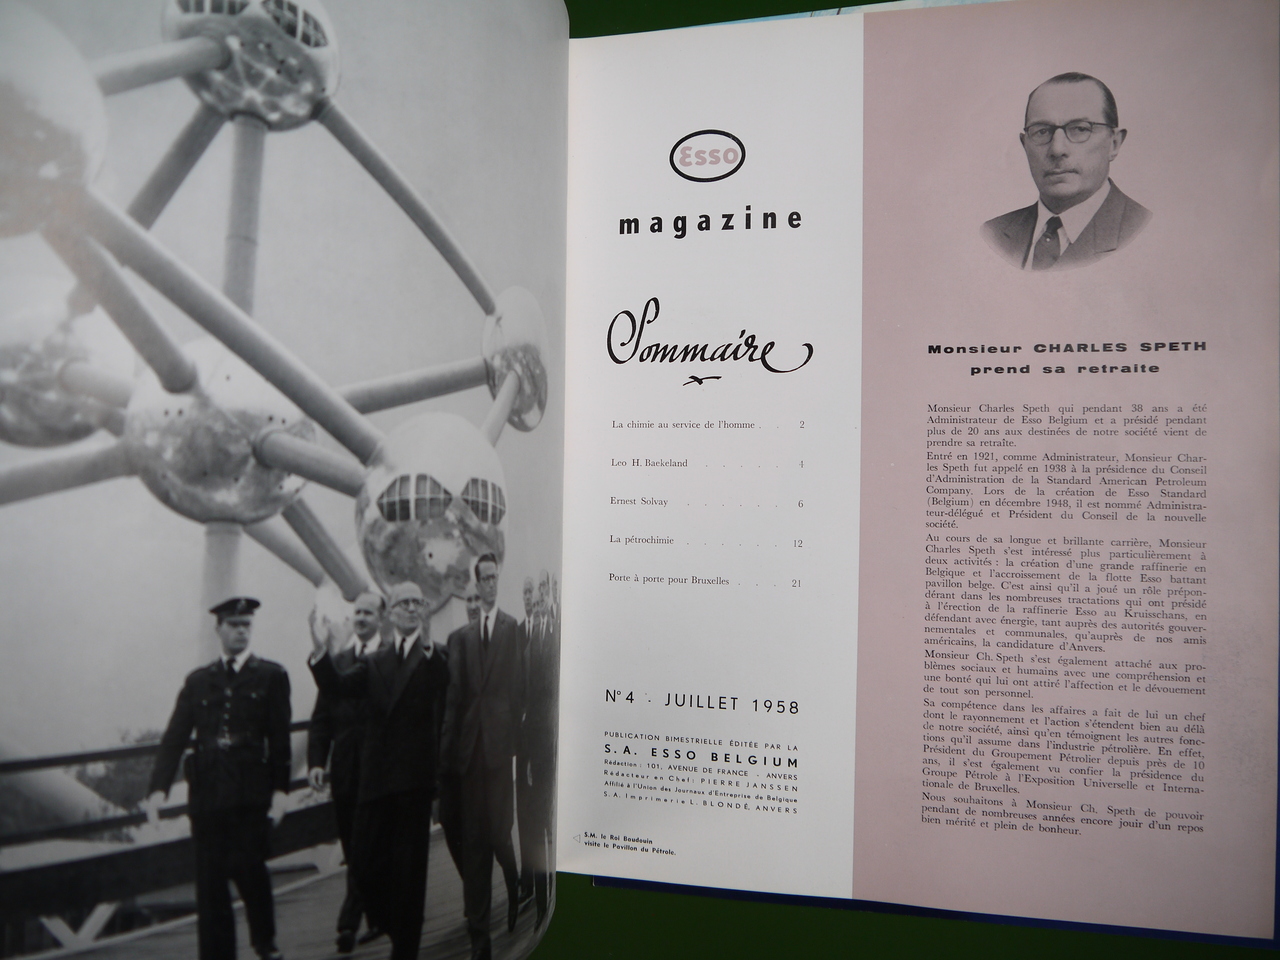 Esso
magazine
Sommaire
La chimie au service de l'homme . . 2
Leo H. Baekeland . . . . . 4
Ernest Solvay . . . . . . 6
La pétrochimie . . . . . . 12
Porte à porte pour Bruxelles . . . 21
N° 4 - JUILLET 1958
PUBLICATION BIMESTRIELLE ÉDITÉE PAR LA
S.A. ESSO BELGIUM
Rédaction : 101, AVENUE DE FRANCE - ANVERS
Rédacteur en Chef : PIERRE JANSSEN
Affilié à l'Union des Journaux d'Entreprise de Belgique
S.A. Imprimerie L. BLONDÉ, ANVERS
S.M. le Roi Baudouin
visite le Pavillon du Pétrole.
Monsieur CHARLES SPETH
prend sa retraite
Monsieur Charles Speth qui pendant 38 ans a été
Administrateur de Esso Belgium et a présidé pendant
plus de 20 ans aux destinées de notre société vient de
prendre sa retraîte.
Entré en 1921, comme Administrateur, Monsieur Char-
les Speth fut appelé en 1938 à la présidence du Conseil
d'Administration de la Standard American Petroleum
Company. Lors de la création de Esso Standard
(Belgium) en décembre 1948, il est nommé Administra-
teur-délégué et Président du Conseil de la nouvelle
société.
Au cours de sa longue et brillante carrière, Monsieur
Charles Speth s'est intéressé plus particulièrement à
deux activités : la création d'une grande raffinerie en
Belgique et l'accroissement de la flotte Esso battant
pavillon belge. C'est ainsi qu'il a joué un rôle prépon-
dérant dans les nombreuses tractations qui ont présidé
à l'érection de la raffinerie Esso au Kruisschans, en
défendant avec énergie, tant auprès des autorités gouver-
nementales et communales, qu'auprès de nos amis
américains, la candidature d'Anvers.
Monsieur Ch. Speth s'est également attaché aux pro-
blèmes sociaux et humains avec une compréhension et
une bonté qui lui ont attiré l'affection et le dévouement
de tout son personnel.
Sa compétence dans les affaires a fait de lui un chef
dont le rayonnement et l'action s'étendent bien au délà
de notre société, ainsi qu'en témoignent les autres fonc-
tions qu'il assume dans l'industrie pétrolière. En effet,
Président du Groupement Pétrolier depuis près de 10
ans, il s'est également vu confier la présidence du
Groupe Pétrole à l'Exposition Universelle et Interna-
tionale de Bruxelles.
Nous souhaitons à Monsieur Ch. Speth de pouvoir
pendant de nombreuses années encore jouir d'un repos
bien mérité et plein de bonheur.